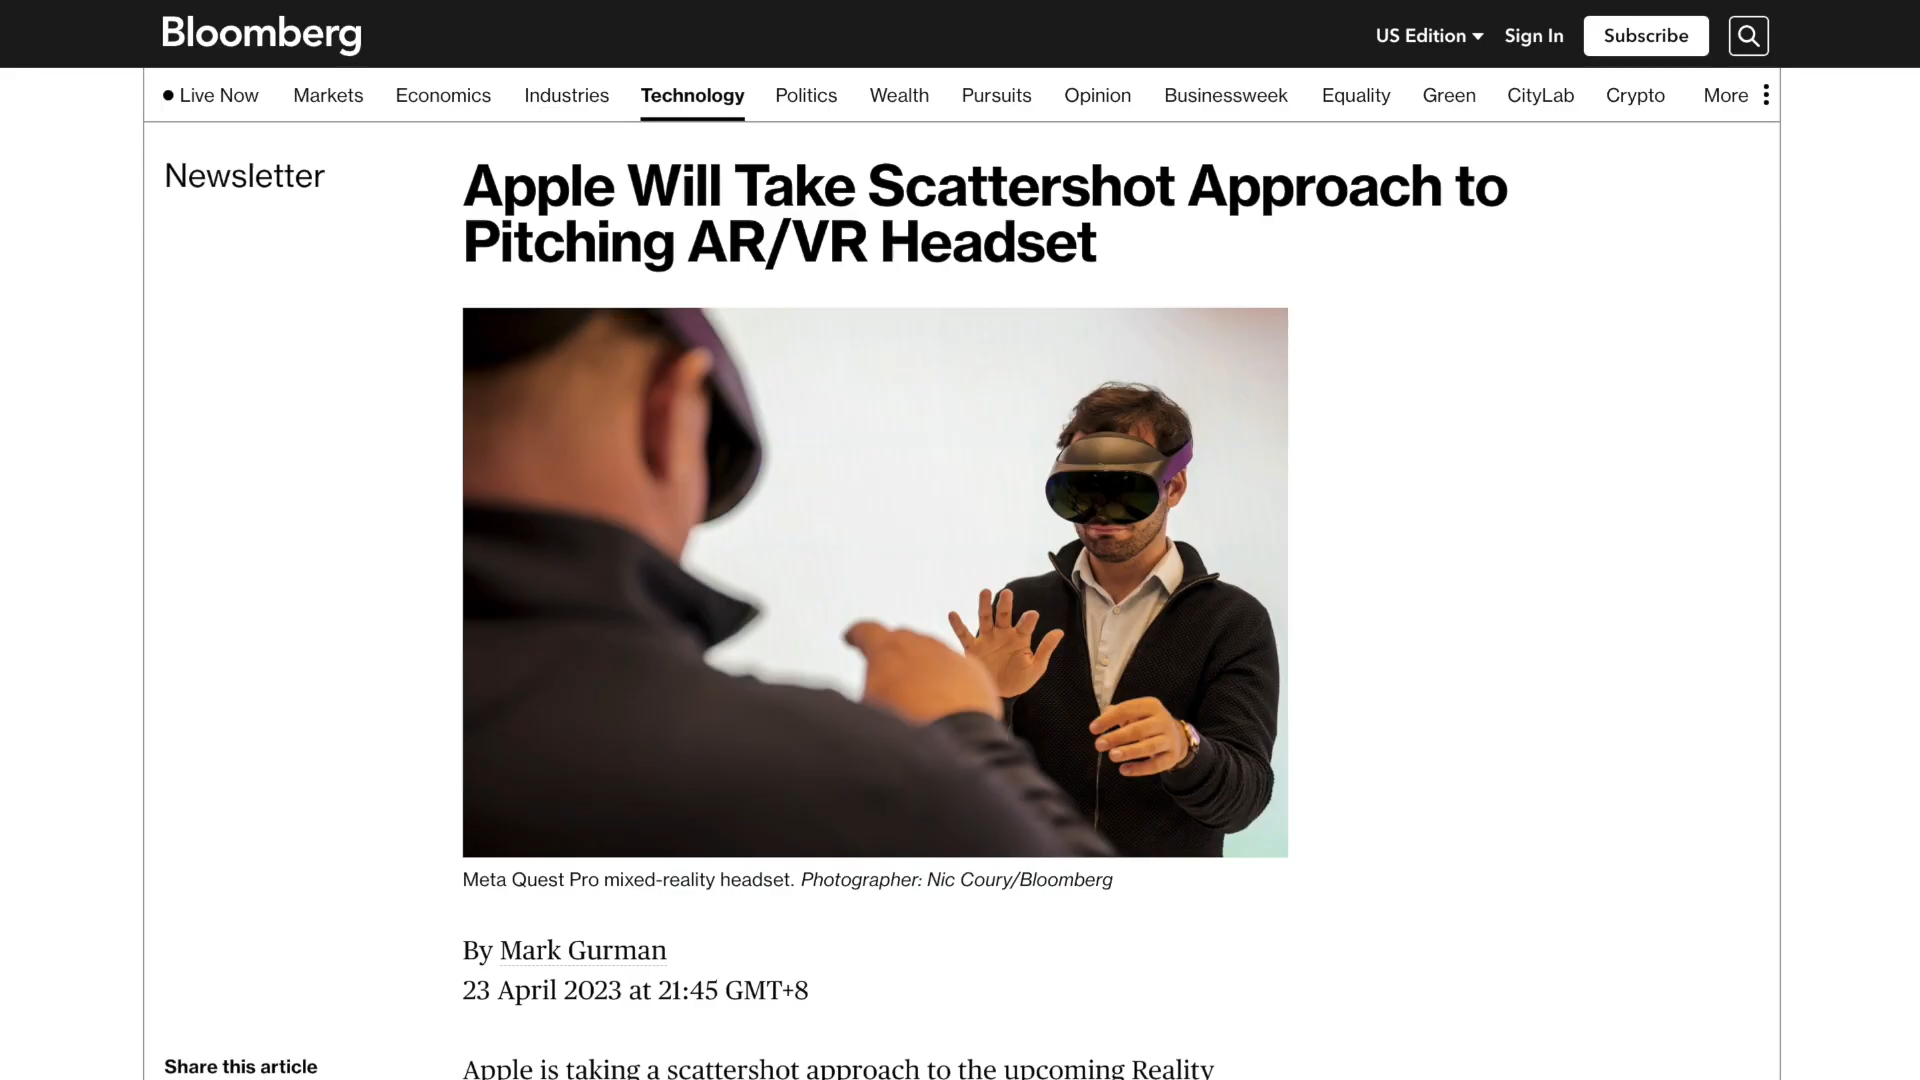 Bloomberg
US Edition
Sign In
Subscribe
Live Now
Markets
Economics
Industries
Technology
Politics
Wealth
Pursuits
Opinion
Businessweek
Equality
Green
CityLab
Crypto
More
Newsletter
Apple Will Take Scattershot Approach to
Pitching AR/VR Headset
Meta Quest Pro mixed-reality headset. Photographer: Nic Coury/Bloomberg
By Mark Gurman
23 April 2023 at 21:45 GMT+8
Share this article
Apple is taking a scattershot approach to the upcoming Reality